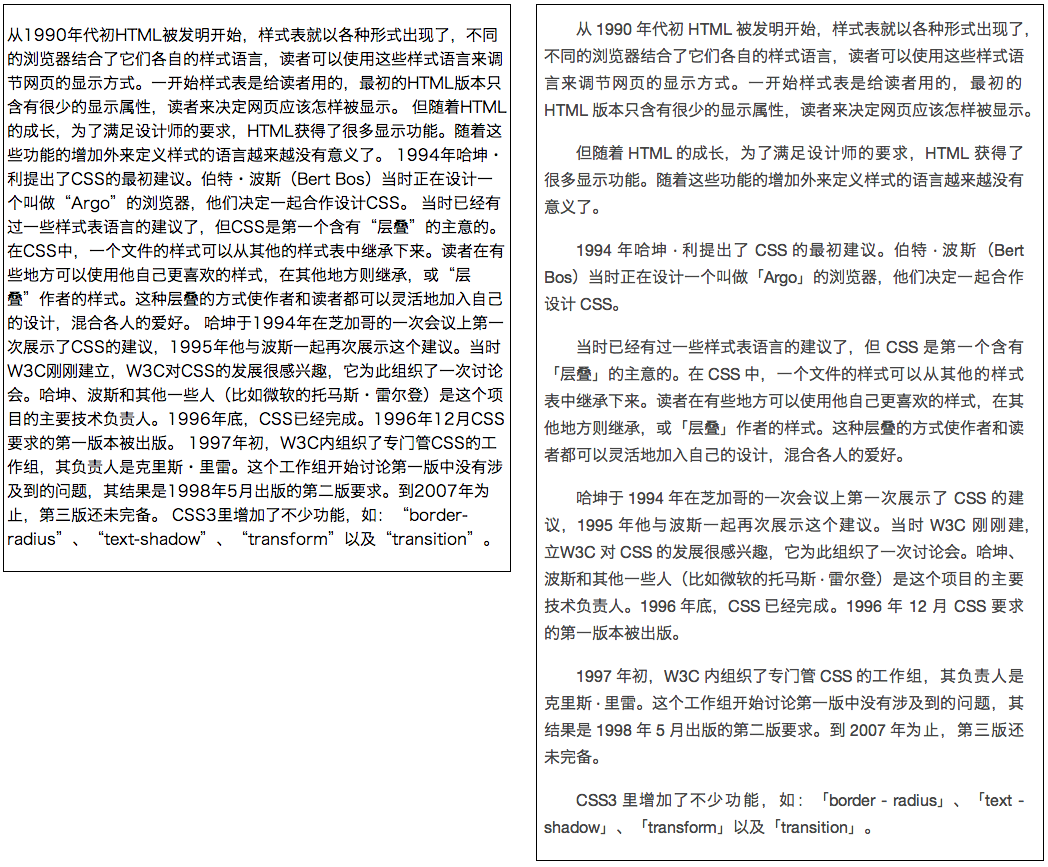 从1990年代初HTML被发明开始，样式表就以各种形式出现了，不同
的浏览器结合了它们各自的样式语言，读者可以使用这些样式语言来调
节网页的显示方式。一开始样式表是给读者用的，最初的HTML版本只
含有很少的显示属性，读者来决定网页应该怎样被显示。 但随着HTML
的成长，为了满足设计师的要求，HTML获得了很多显示功能。随着这
些功能的增加外来定义样式的语言越来越没有意义了。 1994年哈坤・
利提出了CSS的最初建议。伯特・波斯（Bert Bos）当时正在设计一
个叫做“Argo”的浏览器，他们决定一起合作设计CSS。 当时已经有
过一些样式表语言的建议了，但CSS是第一个含有“层叠”的主意的。
在CSS中，一个文件的样式可以从其他的样式表中继承下来。读者在有
些地方可以使用他自己更喜欢的样式，在其他地方则继承，或“层
叠”作者的样式。这种层叠的方式使作者和读者都可以灵活地加入自己
的设计，混合各人的爱好。 哈坤于1994年在芝加哥的一次会议上第一
次展示了CSS的建议，1995年他与波斯一起再次展示这个建议。当时
W3C刚刚建立，W3C对CSS的发展很感兴趣，它为此组织了一次讨论
会。哈坤、波斯和其他一些人（比如微软的托马斯・雷尔登）是这个项
目的主要技术负责人。1996年底，CSS已经完成。1996年12月CSS
要求的第一版本被出版。 1997年初，W3C内组织了专门管CSS的工
作组，其负责人是克里斯・里雷。这个工作组开始讨论第一版中没有涉
及到的问题，其结果是1998年5月出版的第二版要求。到2007年为
止，第三版还未完备。 CSS3里增加了不少功能，如： “border-
radius”、“text-shadow”、“transform”以及“transition”。
从 1990 年代初 HTML 被发明开始，样式表就以各种形式出现了，
不同的浏览器结合了它们各自的样式语言，读者可以使用这些样式语
言来调节网页的显示方式。一开始样式表是给读者用的，最初的
HTML 版本只含有很少的显示属性，读者来决定网页应该怎样被显示。
但随着 HTML 的成长，为了满足设计师的要求，HTML 获得了
很多显示功能。随着这些功能的增加外来定义样式的语言越来越没有
意义了。
1994 年哈坤 · 利提出了 CSS 的最初建议。伯特 · 波斯（Bert
Bos）当时正在设计一个叫做「Argo」的浏览器，他们决定一起合作
设计 CSS。
当时已经有过一些样式表语言的建议了，但 CSS 是第一个含有
「层叠」的主意的。在 CSS 中，一个文件的样式可以从其他的样式
表中继承下来。读者在有些地方可以使用他自己更喜欢的样式，在其
他地方则继承，或「层叠」作者的样式。这种层叠的方式使作者和读
者都可以灵活地加入自己的设计，混合各人的爱好。
哈坤于 1994 年在芝加哥的一次会议上第一次展示了 CSS 的建
议，1995 年他与波斯一起再次展示这个建议。当时 W3C 刚刚建，
立W3C 对 CSS 的发展很感兴趣，它为此组织了一次讨论会。哈坤、
波斯和其他一些人（比如微软的托马斯 · 雷尔登）是这个项目的主要
技术负责人。1996 年底，CSS 已经完成。1996 年 12 月 CSS 要求
的第一版本被出版。
1997 年初，W3C 内组织了专门管 CSS 的工作组，其负责人是
克里斯 · 里雷。这个工作组开始讨论第一版中没有涉及到的问题，其
结果是 1998 年 5 月出版的第二版要求。到 2007 年为止，第三版还
未完备。
CSS3 里增加了不少功能，如：「border - radius」、「text -
shadow」、「transform」以及「transition」。